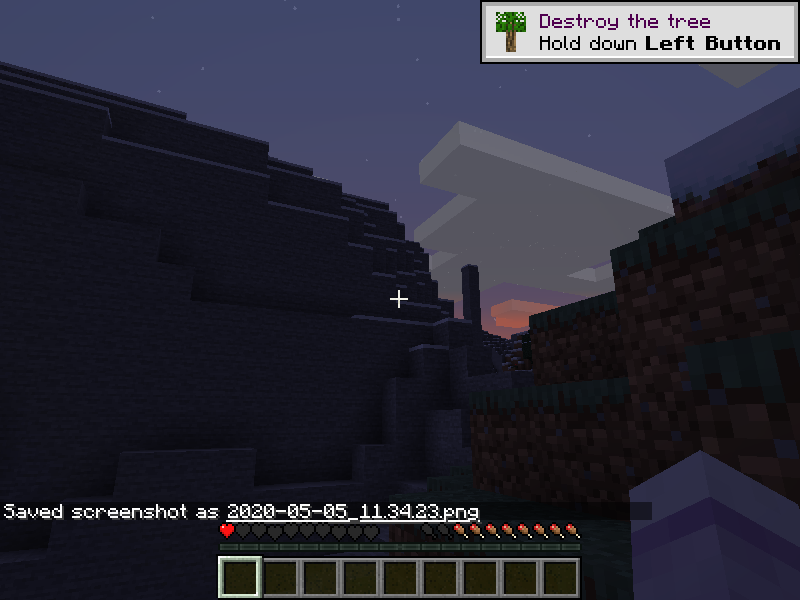 Destroy the tree
Hold down Left Button
Saved screenshot as 2020-05-05_11.34.23.png